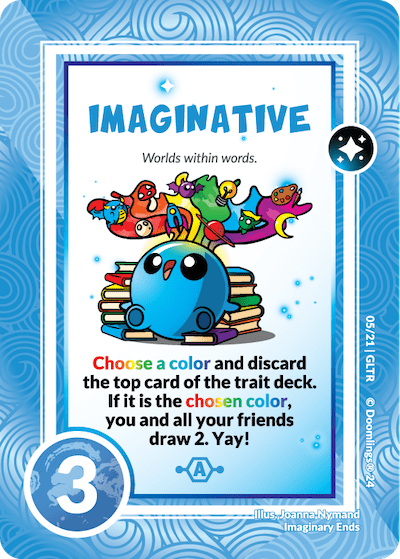 IMAGINATIVE
Worlds within words.
Choose a color and discard
the top card of the trait deck.
If it is the chosen color,
you and all your friends
draw 2. Yay!
A
3
05/21 | GLTR © Doomlings® 24
Illus. Joanna Nymand
Imaginary Ends